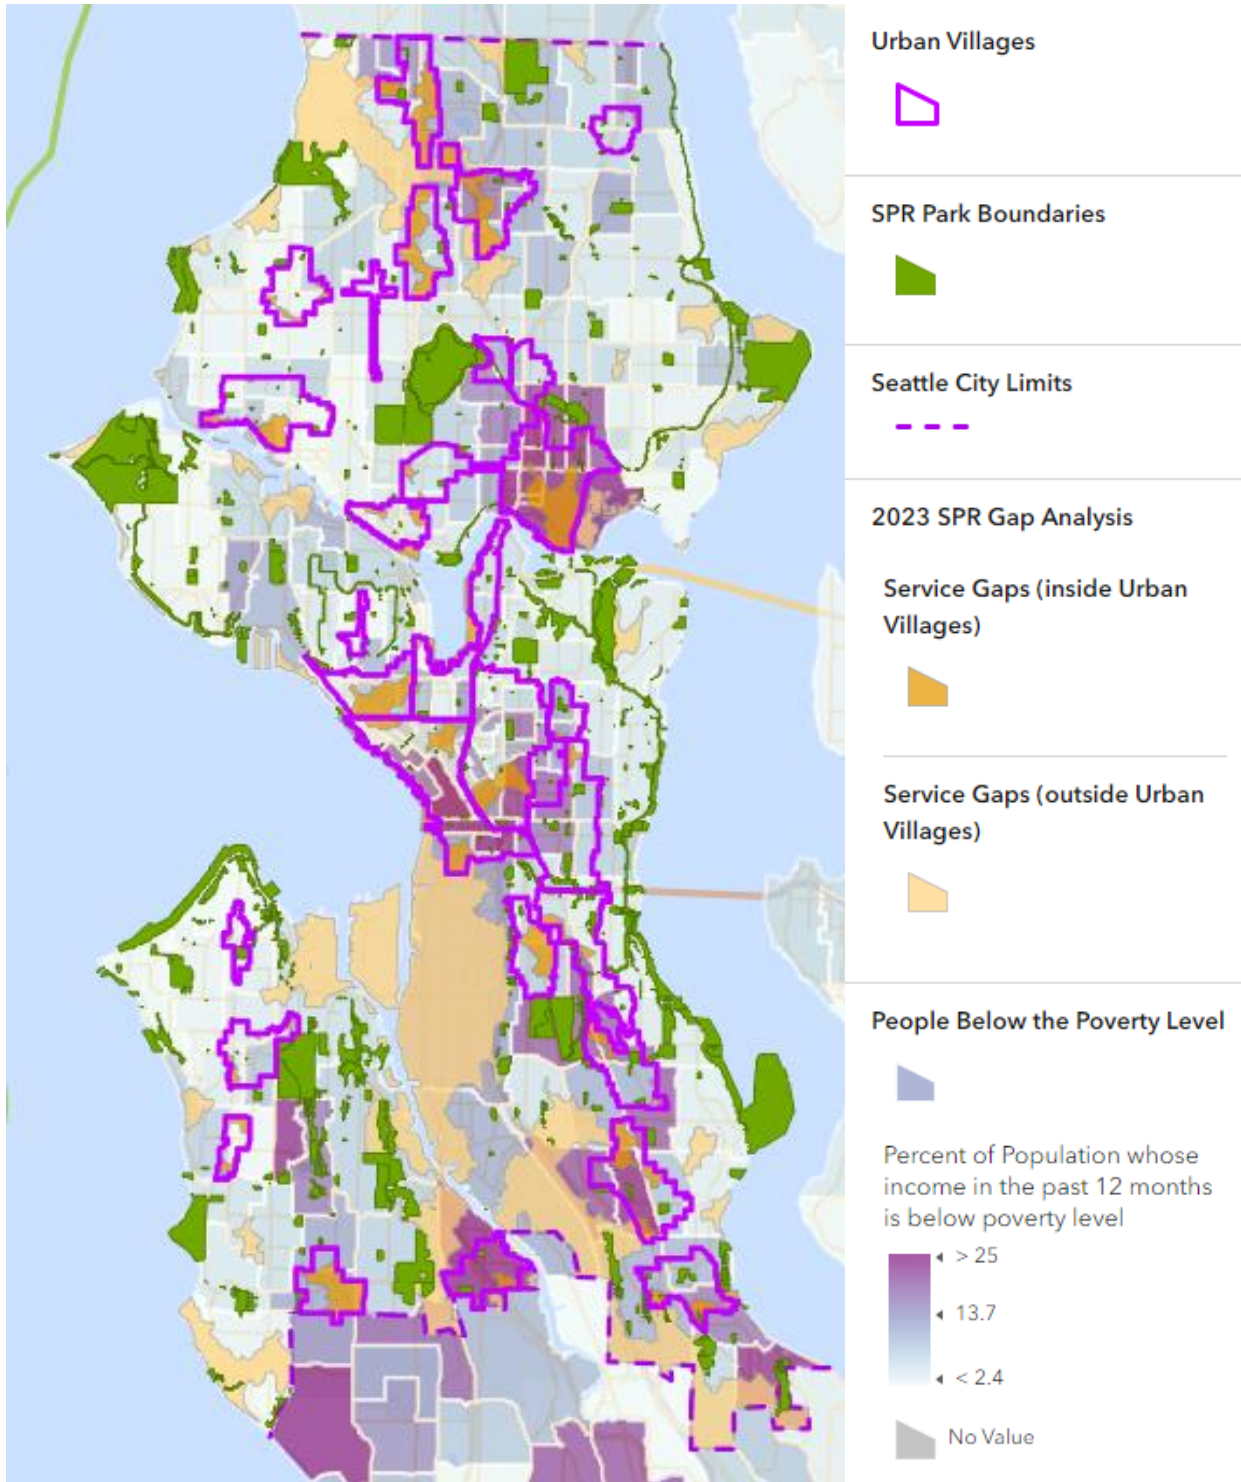 Urban Villages
SPR Park Boundaries
Seattle City Limits
2023 SPR Gap Analysis
Service Gaps (inside Urban
Villages)
Service Gaps (outside Urban
Villages)
People Below the Poverty Level
Percent of Population whose
income in the past 12 months
is below poverty level
> 25
13.7
< 2.4
No Value